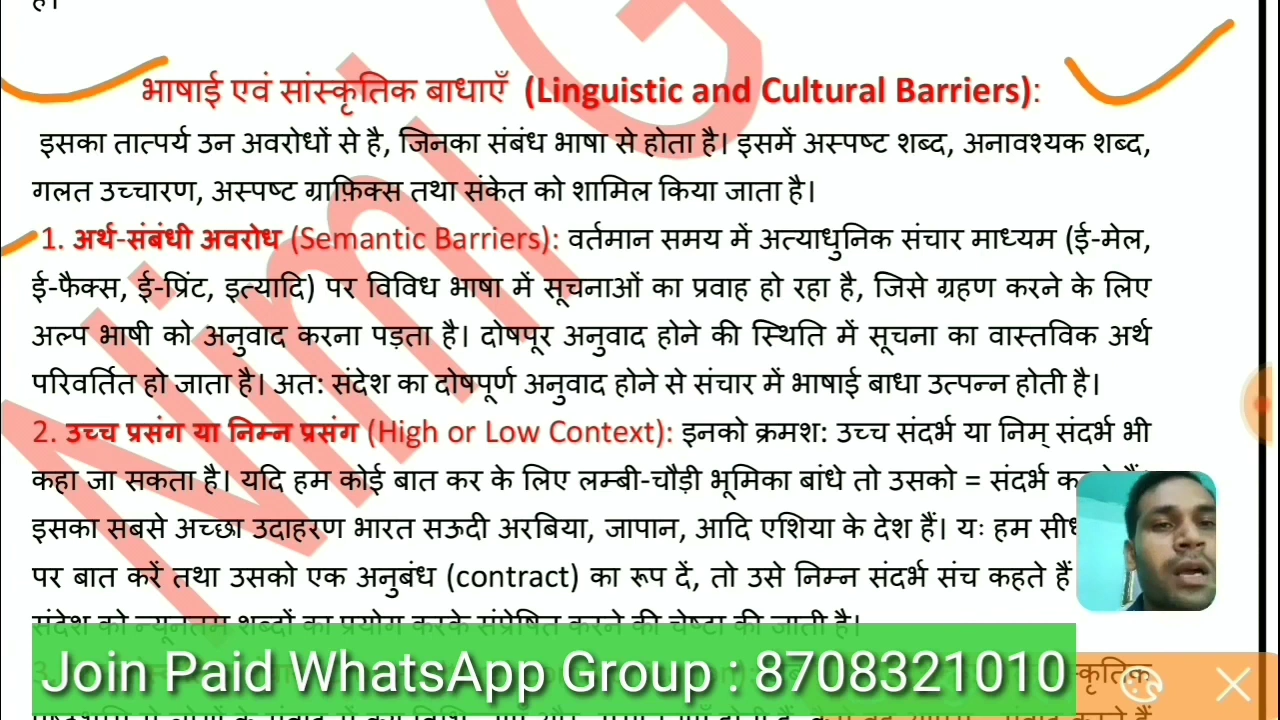 है।
भाषाई एवं सांस्कृतिक बाधाएँ (Linguistic and Cultural Barriers):
इसका तात्पर्य उन अवरोधों से है, जिनका संबंध भाषा से होता है। इसमें अस्पष्ट शब्द, अनावश्यक शब्द,
गलत उच्चारण, अस्पष्ट ग्राफ़िक्स तथा संकेत को शामिल किया जाता है।
1. अर्थ-संबंधी अवरोध (Semantic Barriers): वर्तमान समय में अत्याधुनिक संचार माध्यम (ई-मेल,
ई-फैक्स, ई-प्रिंट, इत्यादि) पर विविध भाषा में सूचनाओं का प्रवाह हो रहा है, जिसे ग्रहण करने के लिए
अल्प भाषी को अनुवाद करना पड़ता है। दोषपूर अनुवाद होने की स्थिति में सूचना का वास्तविक अर्थ
परिवर्तित हो जाता है। अत: संदेश का दोषपूर्ण अनुवाद होने से संचार में भाषाई बाधा उत्पन्न होती है।
2. उच्च प्रसंग या निम्न प्रसंग (High or Low Context): इनको क्रमश: उच्च संदर्भ या निम् संदर्भ भी
कहा जा सकता है। यदि हम कोई बात कर के लिए लम्बी-चौड़ी भूमिका बांधे तो उसको = संदर्भ
इसका सबसे अच्छा उदाहरण भारत सऊदी अरबिया, जापान, आदि एशिया के देश हैं। यः हम
पर बात करें तथा उसको एक अनुबंध (contract) का रूप दें, तो उसे निम्न संदर्भ संच कहते हैं
संदेश को न्यूनतम शब्दों का प्रयोग करके संप्रेषित करने की चेष्टा की जाती है।
Join Paid WhatsApp Group : 8708321010